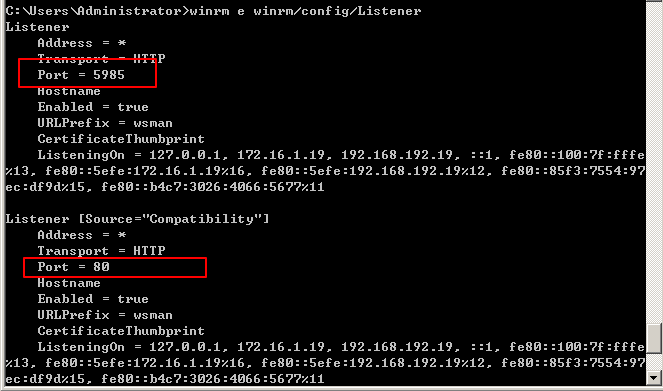 C:\Users\Administrator>winrm e winrm/config/Listener
Listener
Address = *
Transport = HTTP
Port = 5985
Hostname
Enabled = true
URLPrefix = wsman
CertificateThumbprint
ListeningOn = 127.0.0.1, 172.16.1.19, 192.168.192.19, ::1, fe80::100:7f:fffe
%13, fe80::5efe:172.16.1.19%16, fe80::5efe:192.168.192.19%12, fe80::85f3:7554:97
ec:df9d%15, fe80::b4c7:3026:4066:5677%11
Listener [Source="Compatibility"]
Address = *
Transport = HTTP
Port = 80
Hostname
Enabled = true
URLPrefix = wsman
CertificateThumbprint
ListeningOn = 127.0.0.1, 172.16.1.19, 192.168.192.19, ::1, fe80::100:7f:fffe
%13, fe80::5efe:172.16.1.19%16, fe80::5efe:192.168.192.19%12, fe80::85f3:7554:97
ec:df9d%15, fe80::b4c7:3026:4066:5677%11